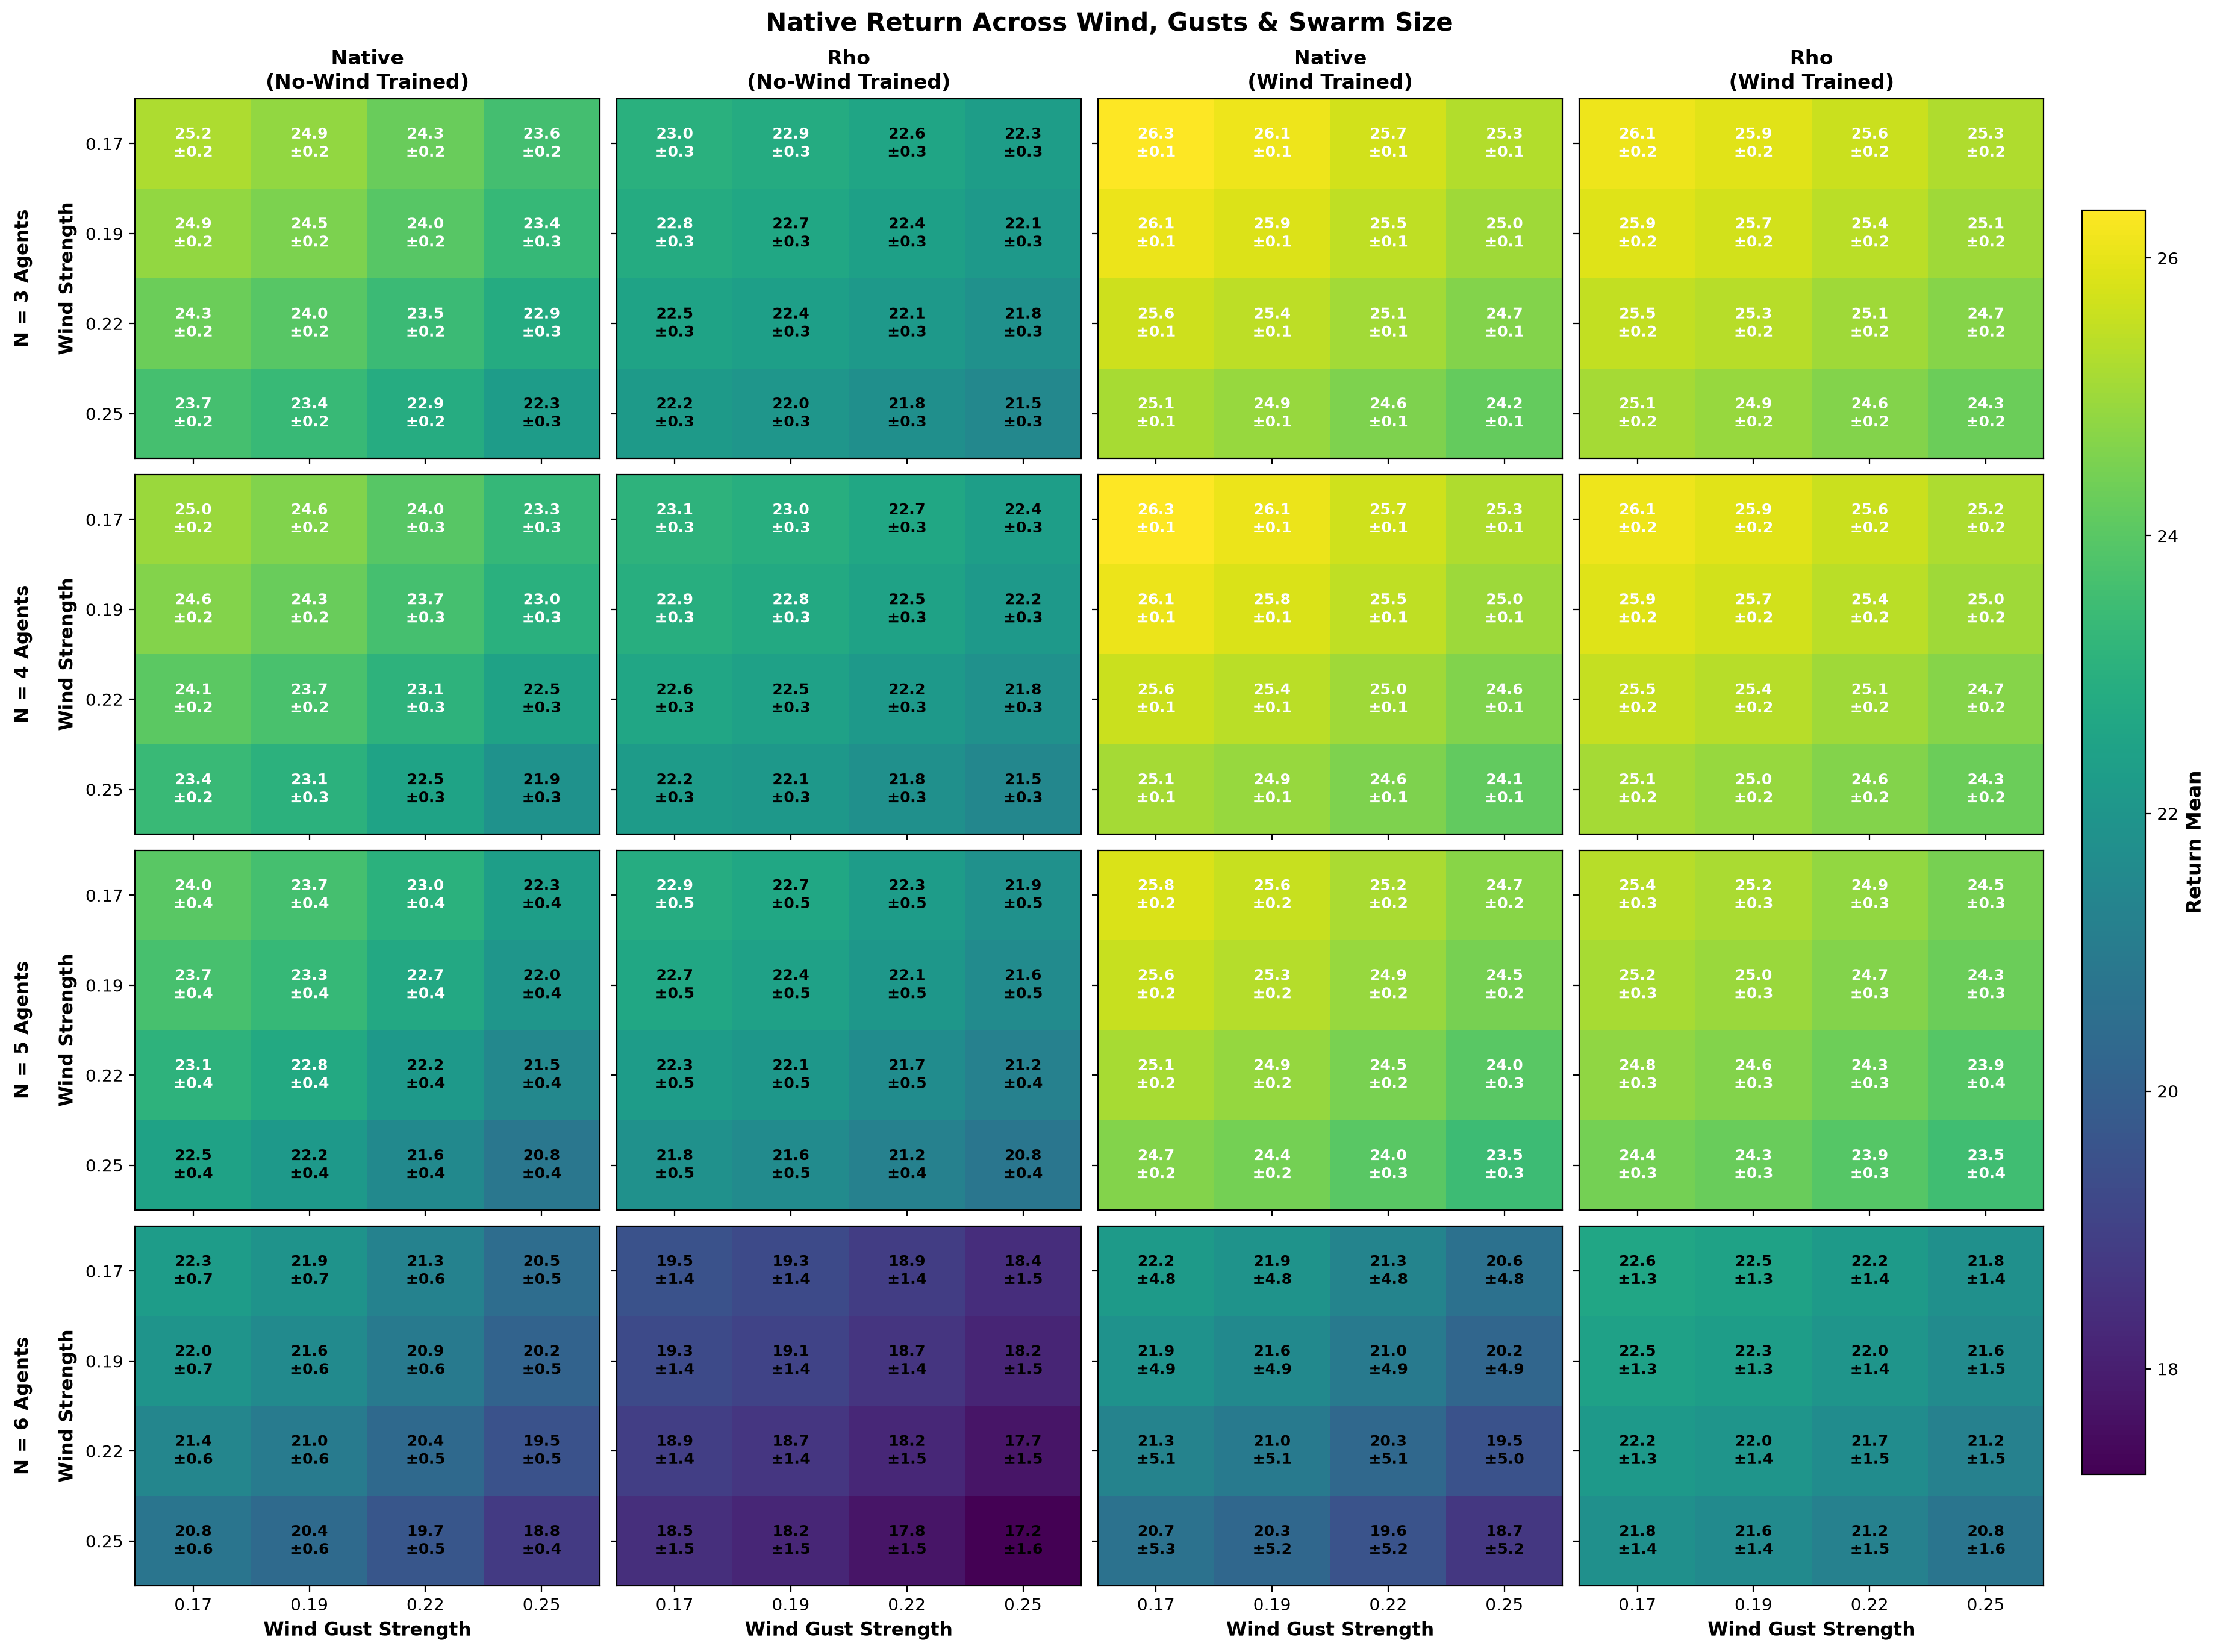 Native Return Across Wind, Gusts & Swarm Size
Native
(No-Wind Trained)
Rho
(No-Wind Trained)
Native
(Wind Trained)
Rho
(Wind Trained)
N = 3 Agents
Wind Strength
0.17
25.2 24.9 24.3 23.6 23.0 22.9 22.6 22.3 26.3 26.1 25.7 25.3 26.1 25.9 25.6 25.3
±0.2 ±0.2 ±0.2 ±0.2 ±0.3 ±0.3 ±0.3 ±0.3 ±0.1 ±0.1 ±0.1 ±0.1 ±0.2 ±0.2 ±0.2 ±0.2
0.19
24.9 24.5 24.0 23.4 22.8 22.7 22.4 22.1 26.1 25.9 25.5 25.0 25.9 25.7 25.4 25.1
±0.2 ±0.2 ±0.2 ±0.3 ±0.3 ±0.3 ±0.3 ±0.3 ±0.1 ±0.1 ±0.1 ±0.1 ±0.2 ±0.2 ±0.2 ±0.2
0.22
24.3 24.0 23.5 22.9 22.5 22.4 22.1 21.8 25.6 25.4 25.1 24.7 25.5 25.3 25.1 24.7
±0.2 ±0.2 ±0.2 ±0.3 ±0.3 ±0.3 ±0.3 ±0.3 ±0.1 ±0.1 ±0.1 ±0.1 ±0.2 ±0.2 ±0.2 ±0.2
0.25
23.7 23.4 22.9 22.3 22.2 22.0 21.8 21.5 25.1 24.9 24.6 24.2 25.1 24.9 24.6 24.3
±0.2 ±0.2 ±0.2 ±0.3 ±0.3 ±0.3 ±0.3 ±0.3 ±0.1 ±0.1 ±0.1 ±0.1 ±0.2 ±0.2 ±0.2 ±0.2
N = 4 Agents
Wind Strength
0.17
25.0 24.6 24.0 23.3 23.1 23.0 22.7 22.4 26.3 26.1 25.7 25.3 26.1 25.9 25.6 25.2
±0.2 ±0.2 ±0.3 ±0.3 ±0.3 ±0.3 ±0.3 ±0.3 ±0.1 ±0.1 ±0.1 ±0.1 ±0.2 ±0.2 ±0.2 ±0.2
0.19
24.6 24.3 23.7 23.0 22.9 22.8 22.5 22.2 26.1 25.8 25.5 25.0 25.9 25.7 25.4 25.0
±0.2 ±0.2 ±0.3 ±0.3 ±0.3 ±0.3 ±0.3 ±0.3 ±0.1 ±0.1 ±0.1 ±0.1 ±0.2 ±0.2 ±0.2 ±0.2
0.22
24.1 23.7 23.1 22.5 22.6 22.5 22.2 21.8 25.6 25.4 25.0 24.6 25.5 25.4 25.1 24.7
±0.2 ±0.2 ±0.3 ±0.3 ±0.3 ±0.3 ±0.3 ±0.3 ±0.1 ±0.1 ±0.1 ±0.1 ±0.2 ±0.2 ±0.2 ±0.2
0.25
23.4 23.1 22.5 21.9 22.2 22.1 21.8 21.5 25.1 24.9 24.6 24.1 25.1 25.0 24.6 24.3
±0.2 ±0.3 ±0.3 ±0.3 ±0.3 ±0.3 ±0.3 ±0.3 ±0.1 ±0.1 ±0.1 ±0.1 ±0.2 ±0.2 ±0.2 ±0.2
N = 5 Agents
Wind Strength
0.17
24.0 23.7 23.0 22.3 22.9 22.7 22.3 21.9 25.8 25.6 25.2 24.7 25.4 25.2 24.9 24.5
±0.4 ±0.4 ±0.4 ±0.4 ±0.5 ±0.5 ±0.5 ±0.5 ±0.2 ±0.2 ±0.2 ±0.2 ±0.3 ±0.3 ±0.3 ±0.3
0.19
23.7 23.3 22.7 22.0 22.7 22.4 22.1 21.6 25.6 25.3 24.9 24.5 25.2 25.0 24.7 24.3
±0.4 ±0.4 ±0.4 ±0.4 ±0.5 ±0.5 ±0.5 ±0.5 ±0.2 ±0.2 ±0.2 ±0.2 ±0.3 ±0.3 ±0.3 ±0.3
0.22
23.1 22.8 22.2 21.5 22.3 22.1 21.7 21.2 25.1 24.9 24.5 24.0 24.8 24.6 24.3 23.9
±0.4 ±0.4 ±0.4 ±0.4 ±0.5 ±0.5 ±0.5 ±0.4 ±0.2 ±0.2 ±0.2 ±0.3 ±0.3 ±0.3 ±0.3 ±0.4
0.25
22.5 22.2 21.6 20.8 21.8 21.6 21.2 20.8 24.7 24.4 24.0 23.5 24.4 24.3 23.9 23.5
±0.4 ±0.4 ±0.4 ±0.4 ±0.5 ±0.5 ±0.4 ±0.4 ±0.2 ±0.2 ±0.3 ±0.3 ±0.3 ±0.3 ±0.3 ±0.4
N = 6 Agents
Wind Strength
0.17
22.3 21.9 21.3 20.5 19.5 19.3 18.9 18.4 22.2 21.9 21.3 20.6 22.6 22.5 22.2 21.8
±0.7 ±0.7 ±0.6 ±0.5 ±1.4 ±1.4 ±1.4 ±1.5 ±4.8 ±4.8 ±4.8 ±4.8 ±1.3 ±1.3 ±1.4 ±1.4
0.19
22.0 21.6 20.9 20.2 19.3 19.1 18.7 18.2 21.9 21.6 21.0 20.2 22.5 22.3 22.0 21.6
±0.7 ±0.6 ±0.6 ±0.5 ±1.4 ±1.4 ±1.4 ±1.5 ±4.9 ±4.9 ±4.9 ±4.9 ±1.3 ±1.3 ±1.4 ±1.5
0.22
21.4 21.0 20.4 19.5 18.9 18.7 18.2 17.7 21.3 21.0 20.3 19.5 22.2 22.0 21.7 21.2
±0.6 ±0.6 ±0.5 ±0.5 ±1.4 ±1.4 ±1.5 ±1.5 ±5.1 ±5.1 ±5.1 ±5.0 ±1.3 ±1.4 ±1.5 ±1.5
0.25
20.8 20.4 19.7 18.8 18.5 18.2 17.8 17.2 20.7 20.3 19.6 18.7 21.8 21.6 21.2 20.8
±0.6 ±0.6 ±0.5 ±0.4 ±1.5 ±1.5 ±1.5 ±1.6 ±5.3 ±5.2 ±5.2 ±5.2 ±1.4 ±1.4 ±1.5 ±1.6
0.17 0.19 0.22 0.25 0.17 0.19 0.22 0.25 0.17 0.19 0.22 0.25 0.17 0.19 0.22 0.25
Wind Gust Strength Wind Gust Strength Wind Gust Strength Wind Gust Strength
26
24
22
20
18
Return Mean